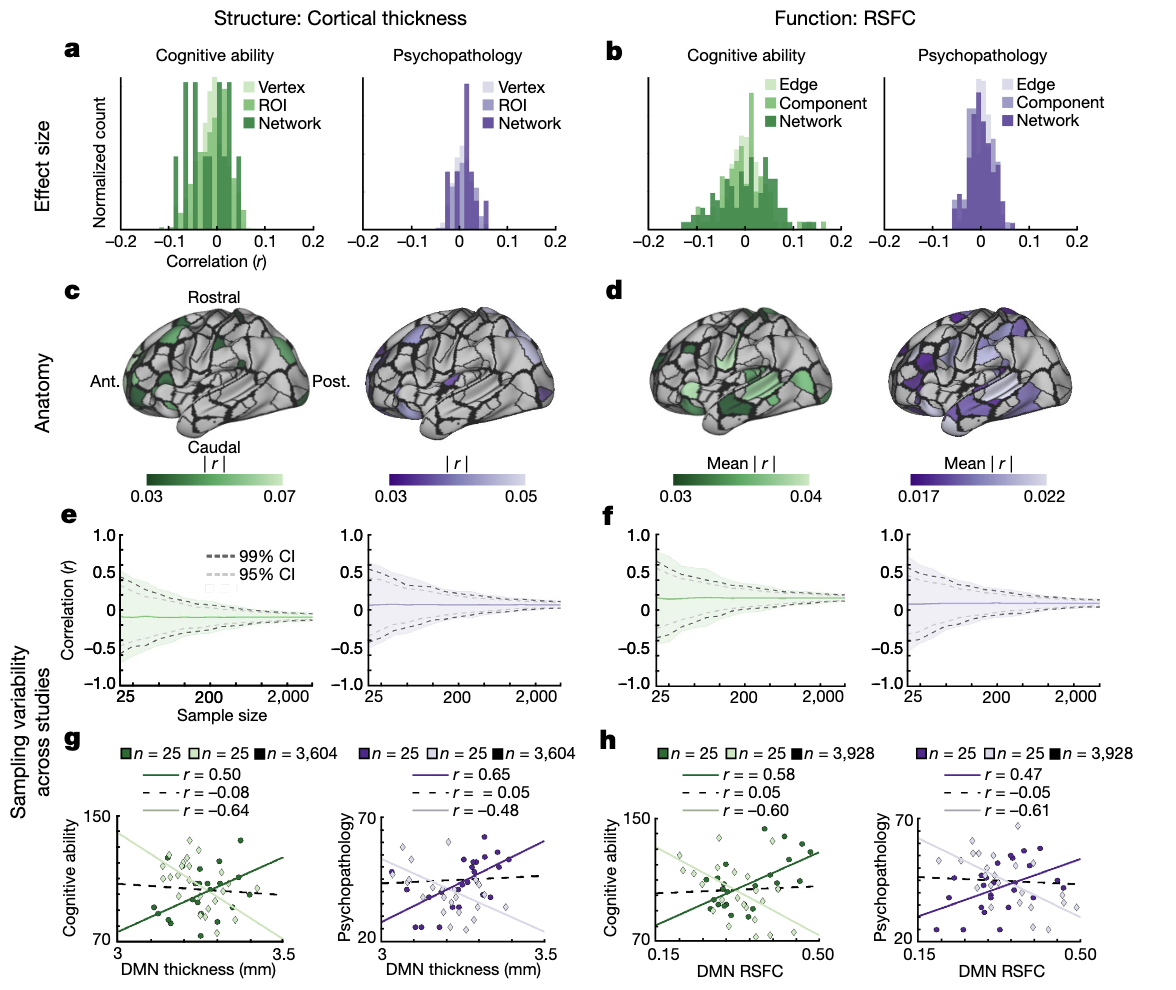 Structure: Cortical thickness
Function: RSFC
a
b
Cognitive ability
Psychopathology
Cognitive ability
Psychopathology
Effect size
Normalized count
Vertex
ROI
Network
Vertex
ROI
Network
Edge
Component
Network
Edge
Component
Network
−0.2 −0.1 0 0.1 0.2
−0.2 −0.1 0 0.1 0.2
−0.2 −0.1 0 0.1 0.2
−0.2 −0.1 0 0.1 0.2
Correlation (r)
c
d
Anatomy
Rostral
Ant.
Post.
Caudal
| r |
0.03 0.07
| r |
0.03 0.05
Mean | r |
0.03 0.04
Mean | r |
0.017 0.022
Sampling variability
across studies
e
f
Correlation (r)
1.0
0.5
0
−0.5
−1.0
99% CI
95% CI
25 200 2,000
Sample size
1.0
0.5
0
−0.5
−1.0
25 200 2,000
1.0
0.5
0
−0.5
−1.0
25 200 2,000
1.0
0.5
0
−0.5
−1.0
25 200 2,000
g
h
n = 25 n = 25 n = 3,604
r = 0.50
r = −0.08
r = −0.64
Cognitive ability
150
70
3 3.5
DMN thickness (mm)
n = 25 n = 25 n = 3,604
r = 0.65
r = = 0.05
r = −0.48
Psychopathology
70
20
3 3.5
DMN thickness (mm)
n = 25 n = 25 n = 3,928
r = = 0.58
r = 0.05
r = −0.60
Cognitive ability
150
70
0.15 0.50
DMN RSFC
n = 25 n = 25 n = 3,928
r = 0.47
r = −0.05
r = −0.61
Psychopathology
70
20
0.15 0.50
DMN RSFC